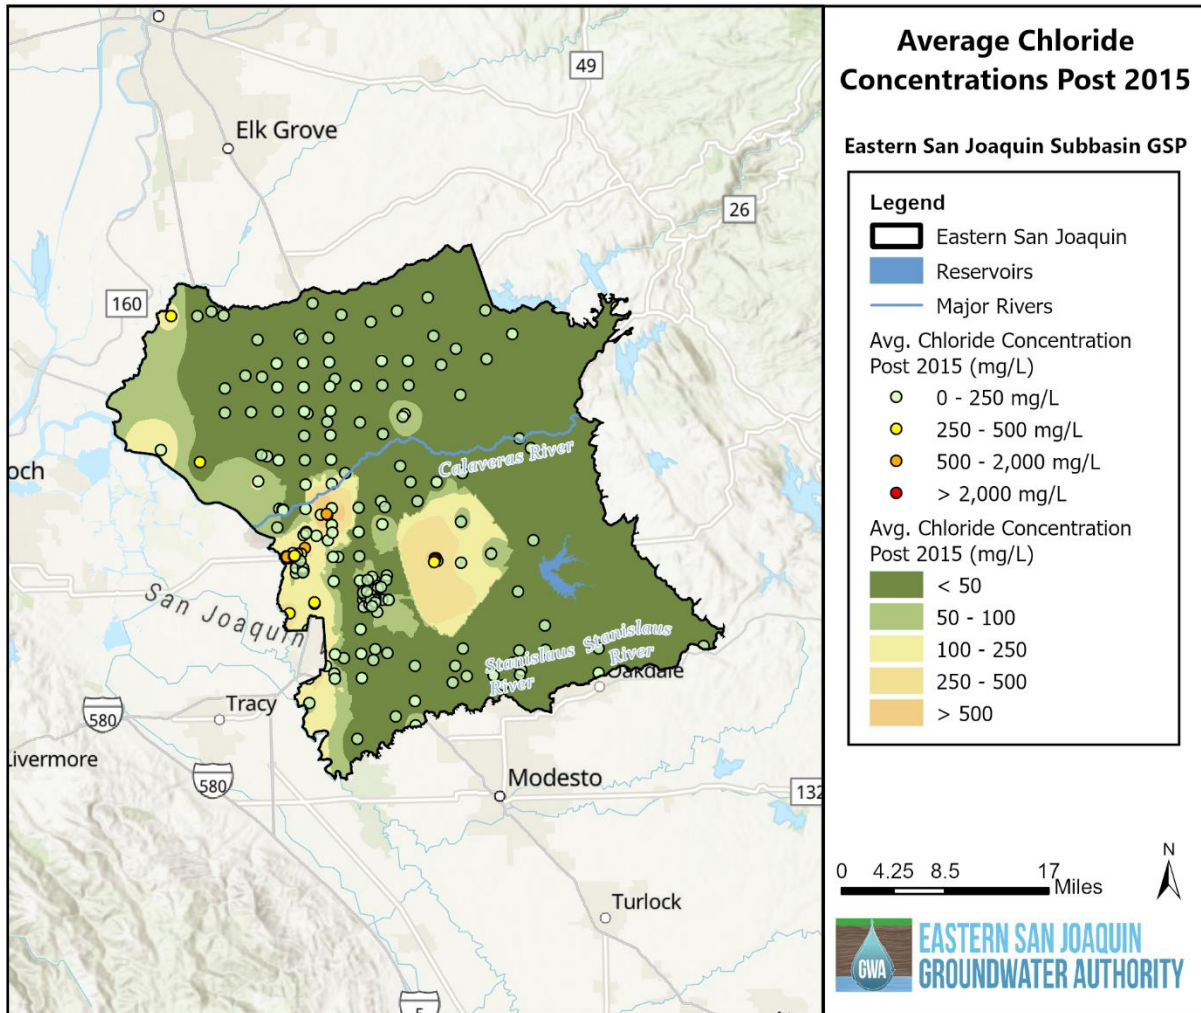 49
Elk Grove
26
160
Calaveras River
och
San Joaquin
Stanislaus
River
Stanislaus
River
Oakdale
580
Tracy
Livermore
580
Modesto
132
Turlock
5
Average Chloride
Concentrations Post 2015
Eastern San Joaquin Subbasin GSP
Legend
Eastern San Joaquin
Reservoirs
Major Rivers
Avg. Chloride Concentration
Post 2015 (mg/L)
0 - 250 mg/L
250 - 500 mg/L
500 - 2,000 mg/L
> 2,000 mg/L
Avg. Chloride Concentration
Post 2015 (mg/L)
< 50
50 - 100
100 - 250
250 - 500
> 500
N
0 4.25 8.5 17
Miles
GWA
EASTERN SAN JOAQUIN
GROUNDWATER AUTHORITY